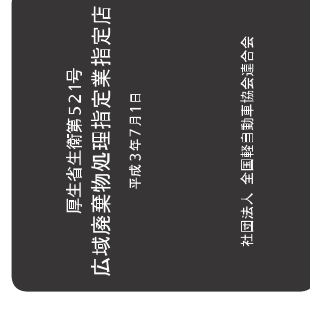 厚生省生衛第521号
広域廃棄物処理指定業指定店
平成3年7月1日
社団法人 全国軽自動車協会連合会